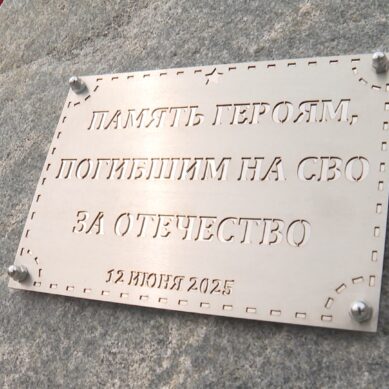 ПАМЯТЬ ГЕРОЯМ,
ПОГИБШИМ НА СВО
ЗА ОТЕЧЕСТВО
12 ИЮНЯ 2025